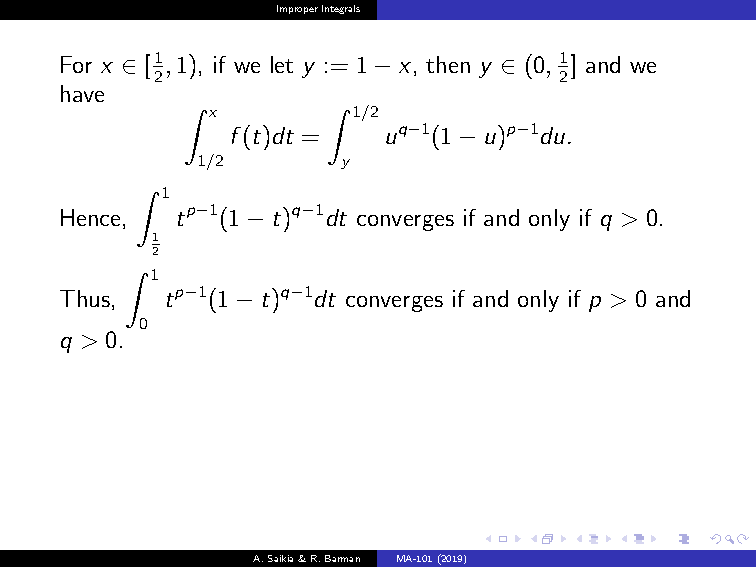 Improper Integrals
For x ∈ [1/2, 1), if we let y := 1 − x, then y ∈ (0, 1/2] and we
have
∫_{1/2}^{x} f(t)dt = ∫_{y}^{1/2} u^{q−1}(1 − u)^{p−1}du.
Hence, ∫_{1/2}^{1} t^{p−1}(1 − t)^{q−1}dt converges if and only if q > 0.
Thus, ∫_{0}^{1} t^{p−1}(1 − t)^{q−1}dt converges if and only if p > 0 and
q > 0.
A. Saikia & R. Barman MA-101 (2019)